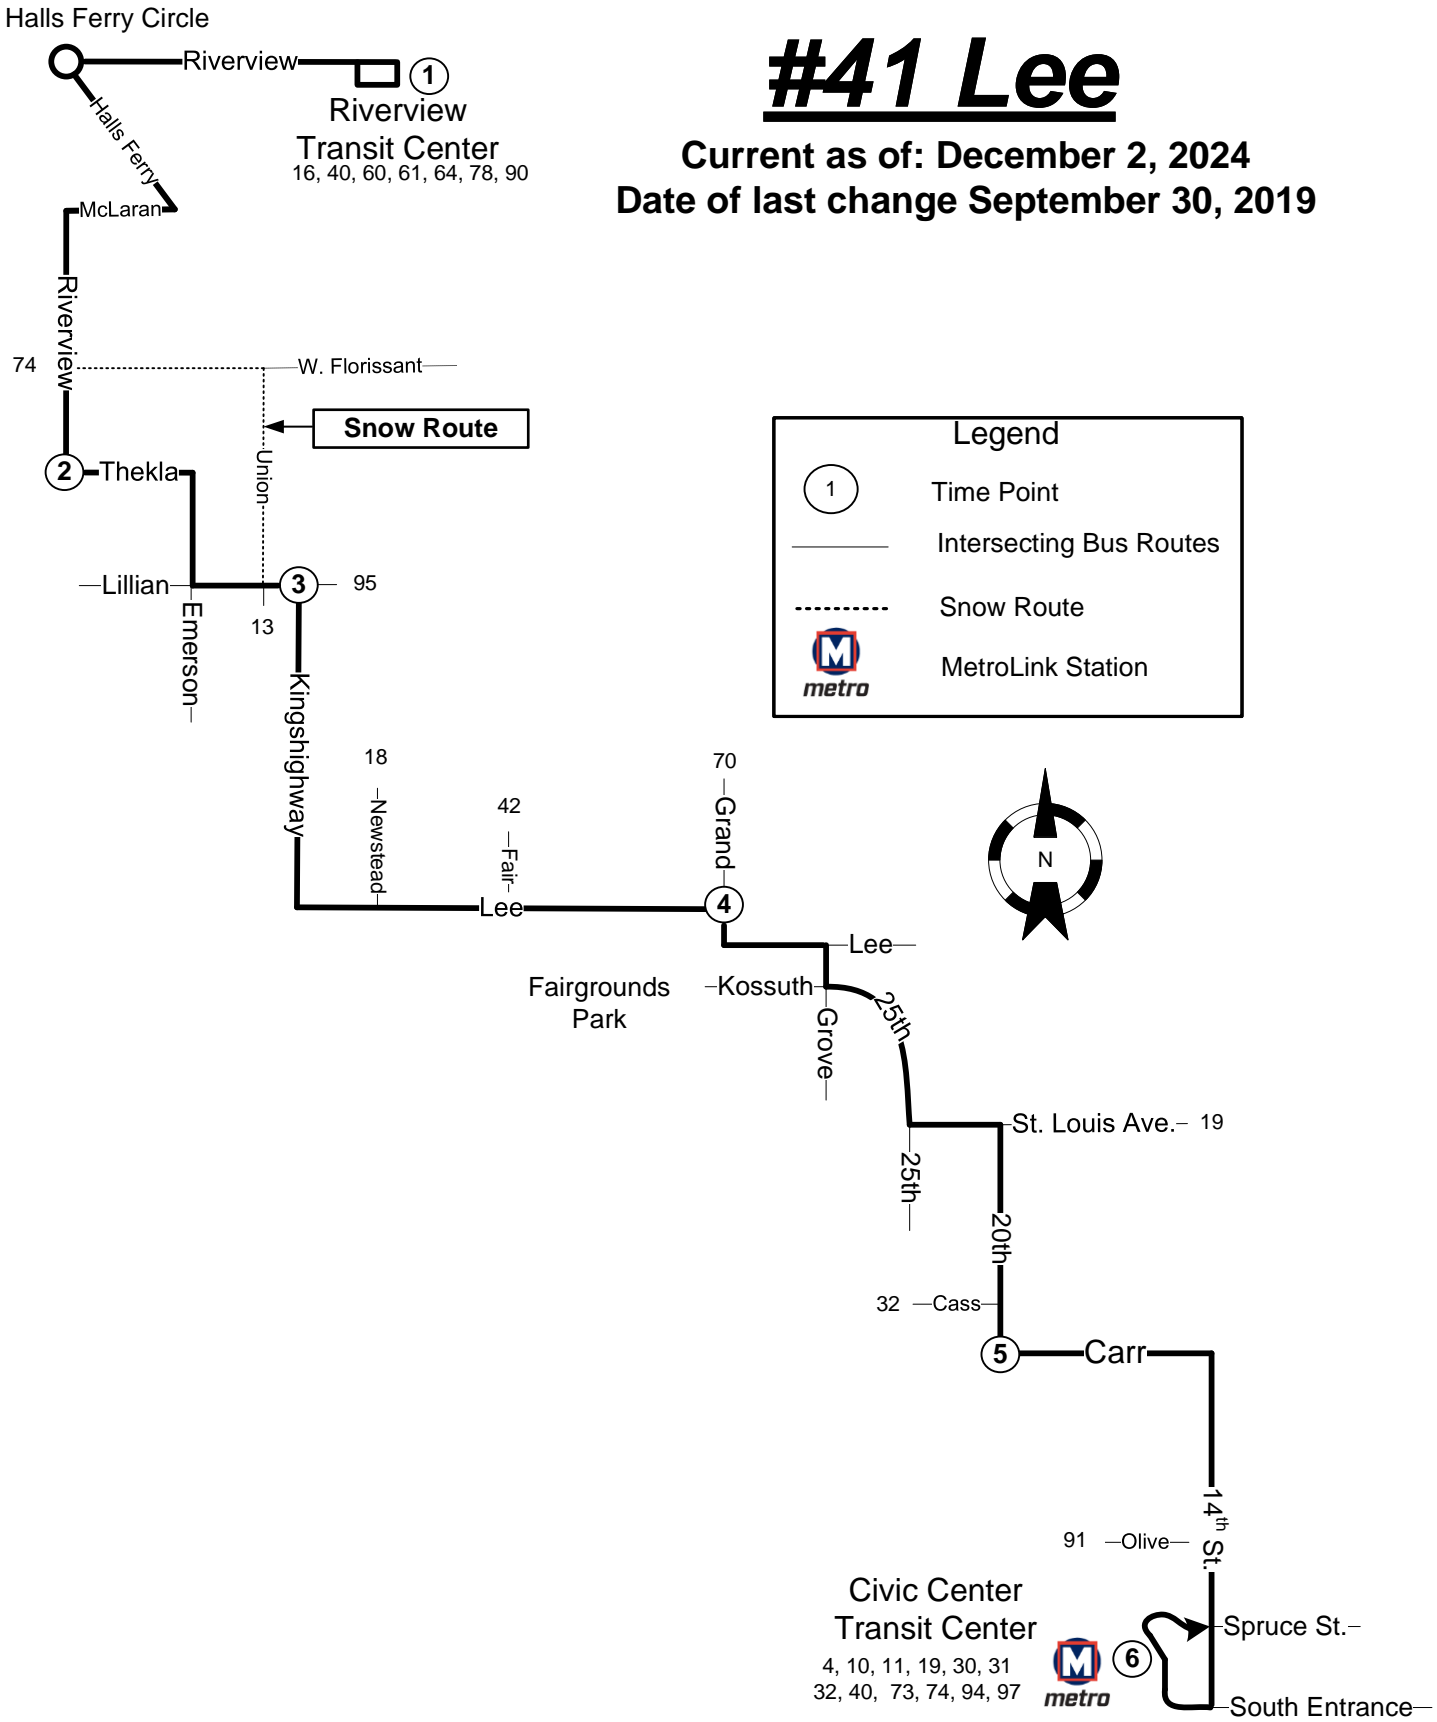 Halls Ferry Circle
Riverview
1
Riverview
Transit Center
16, 40, 60, 61, 64, 78, 90
#41 Lee
Current as of: December 2, 2024
Date of last change September 30, 2019
Halls Ferry
McLaran
Riverview
74
W. Florissant
Snow Route
Union
2
Thekla
Lillian
3
95
13
Emerson
Kingshighway
Legend
1
Time Point
Intersecting Bus Routes
Snow Route
M
metro
MetroLink Station
18
Newstead
42
Fair
70
Grand
N
Lee
4
Lee
Fairgrounds
Park
Kossuth
25th
Grove
St. Louis Ave.
19
25th
20th
32
Cass
5
Carr
14th St.
91
Olive
Civic Center
Transit Center
4, 10, 11, 19, 30, 31
32, 40, 73, 74, 94, 97
M
metro
6
Spruce St.
South Entrance